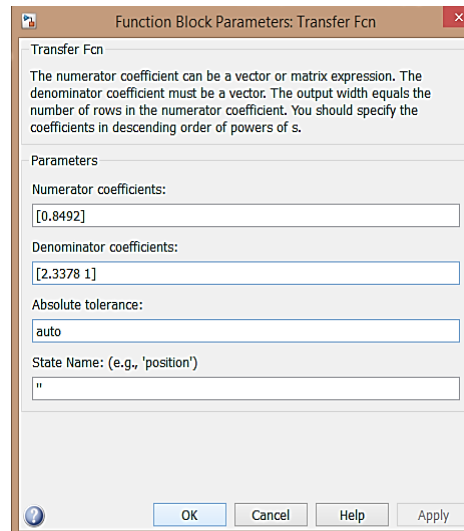 Function Block Parameters: Transfer Fcn
Transfer Fcn
The numerator coefficient can be a vector or matrix expression. The
denominator coefficient must be a vector. The output width equals the
number of rows in the numerator coefficient. You should specify the
coefficients in descending order of powers of s.
Parameters
Numerator coefficients:
[0.8492]
Denominator coefficients:
[2.3378 1]
Absolute tolerance:
auto
State Name: (e.g., 'position')
''
OK Cancel Help Apply